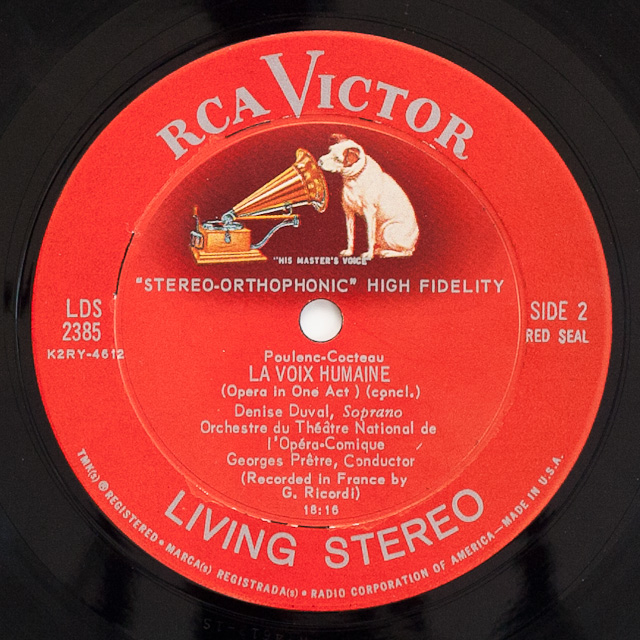 RCA VICTOR
"HIS MASTER'S VOICE"
"STEREO-ORTHOPHONIC" HIGH FIDELITY
LDS
2385
K2RY-4612
SIDE 2
RED SEAL
Poulenc-Cocteau
LA VOIX HUMAINE
(Opera in One Act ) (concl.)
Denise Duval, Soprano
Orchestre du Théâtre National de
l'Opéra-Comique
Georges Prêtre, Conductor
(Recorded in France by
G. Ricordi)
18:16
LIVING STEREO
TMK(s) ® REGISTERED • MARCA(s) REGISTRADA(s) • RADIO CORPORATION OF AMERICA—MADE IN U.S.A.